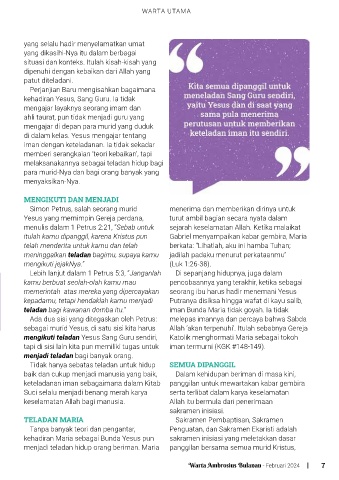 WARTA UTAMA
yang selalu hadir menyelamatkan umat
yang dikasihi-Nya itu dalam berbagai
situasi dan konteks. Itulah kisah-kisah yang
dipenuhi dengan kebaikan dari Allah yang
patut diteladani.
Perjanjian Baru mengisahkan bagaimana
kehadiran Yesus, Sang Guru. Ia tidak
mengajar layaknya seorang imam dan
ahli taurat, pun tidak menjadi guru yang
mengajar di depan para murid yang duduk
di dalam kelas. Yesus mengajar tentang
iman dengan keteladanan. Ia tidak sekadar
memberi serangkaian 'teori kebaikan', tapi
melaksanakannya sebagai teladan hidup bagi
para murid-Nya dan bagi orang banyak yang
menyaksikan-Nya.
MENGIKUTI DAN MENJADI
Simon Petrus, salah seorang murid
Yesus yang memimpin Gereja perdana,
menulis dalam 1 Petrus 2:21, "Sebab untuk
itulah kamu dipanggil, karena Kristus pun
telah menderita untuk kamu dan telah
meninggalkan teladan bagimu, supaya kamu
mengikuti jejakNya."
Lebih lanjut dalam 1 Petrus 5:3, "Janganlah
kamu berbuat seolah-olah kamu mau
memerintah atas mereka yang dipercayakan
kepadamu, tetapi hendaklah kamu menjadi
teladan bagi kawanan domba itu."
Ada dua sisi yang ditegaskan oleh Petrus:
sebagai murid Yesus, di satu sisi kita harus
mengikuti teladan Yesus Sang Guru sendiri,
tapi di sisi lain kita pun memiliki tugas untuk
menjadi teladan bagi banyak orang.
Tidak hanya sebatas teladan untuk hidup
baik dan cukup menjadi manusia yang baik,
keteladanan iman sebagaimana dalam Kitab
Suci selalu menjadi benang merah karya
keselamatan Allah bagi manusia.
TELADAN MARIA
Tanpa banyak teori dan pengantar,
kehadiran Maria sebagai Bunda Yesus pun
menjadi teladan hidup orang beriman. Maria
Kita semua dipanggil untuk
meneladan Sang Guru sendiri,
yaitu Yesus dan di saat yang
sama pula menerima
perutusan untuk memberikan
keteladan iman itu sendiri.
menerima dan memberikan dirinya untuk
turut ambil bagian secara nyata dalam
sejarah keselamatan Allah. Ketika malaikat
Gabriel menyampaikan kabar gembira, Maria
berkata: "Lihatlah, aku ini hamba Tuhan;
jadilah padaku menurut perkataanmu"
(Luk 1:26-38).
Di sepanjang hidupnya, juga dalam
pencobaannya yang terakhir, ketika sebagai
seorang ibu harus hadir menemani Yesus
Putranya disiksa hingga wafat di kayu salib,
iman Bunda Maria tidak goyah. Ia tidak
melepas imannya dan percaya bahwa Sabda
Allah 'akan terpenuhi'. Itulah sebabnya Gereja
Katolik menghormati Maria sebagai tokoh
iman termurni (KGK #148-149).
SEMUA DIPANGGIL
Dalam kehidupan beriman di masa kini,
panggilan untuk mewartakan kabar gembira
serta terlibat dalam karya keselamatan
Allah itu bermula dari penerimaan
sakramen inisiasi.
Sakramen Pembaptisan, Sakramen
Penguatan, dan Sakramen Ekaristi adalah
sakramen inisiasi yang meletakkan dasar
panggilan bersama semua murid Kristus,
Warta Ambrosius Bulanan - Februari 2024 | 7